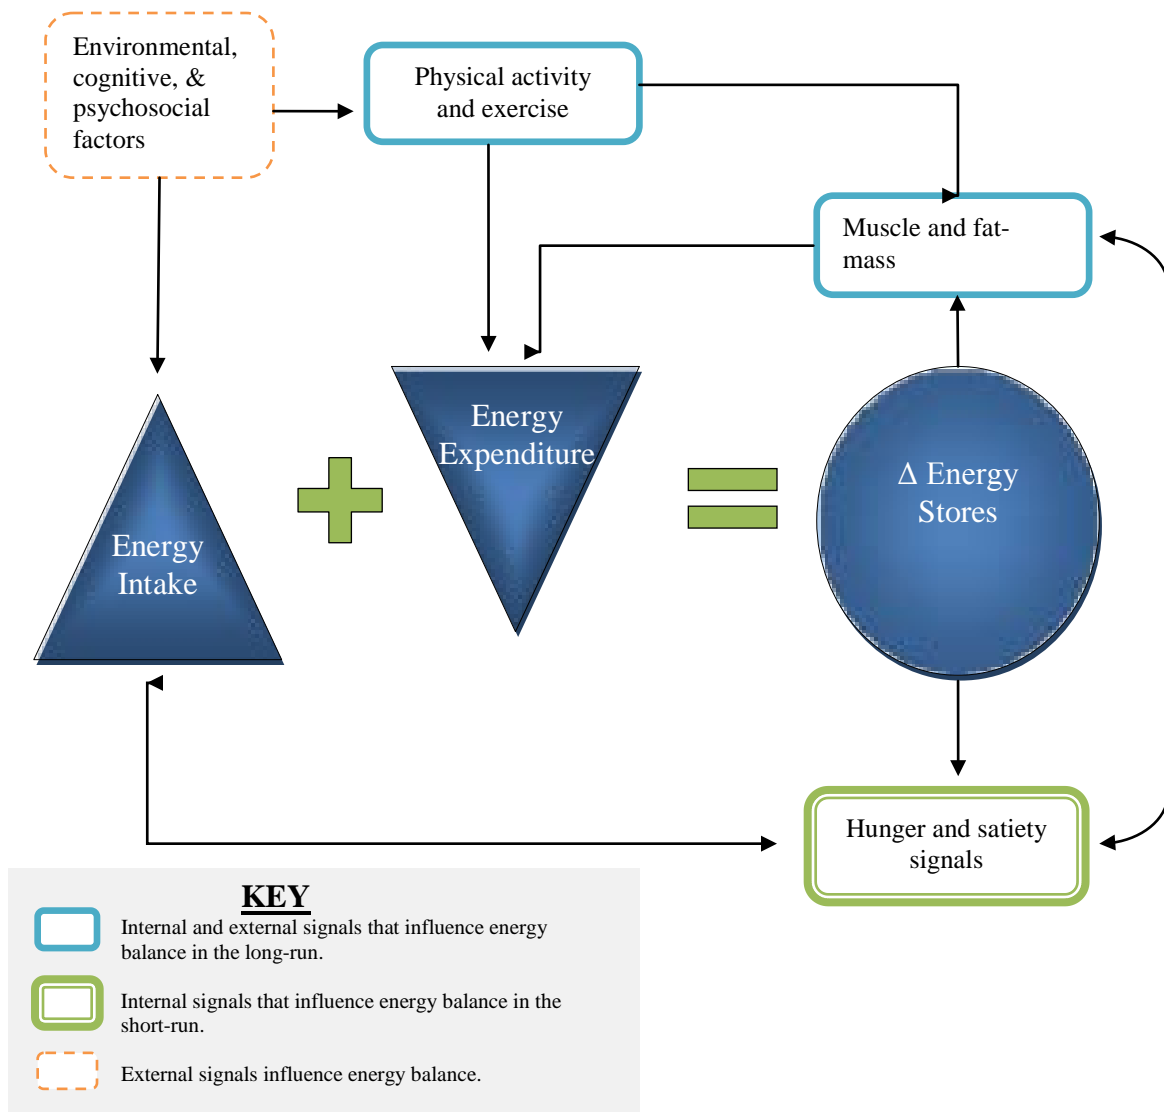 Environmental,
cognitive, &
psychosocial
factors
Physical activity
and exercise
Muscle and fat-
mass
Energy
Expenditure
Energy
Intake
Δ Energy
Stores
Hunger and satiety
signals
KEY
Internal and external signals that influence energy
balance in the long-run.
Internal signals that influence energy balance in the
short-run.
External signals influence energy balance.